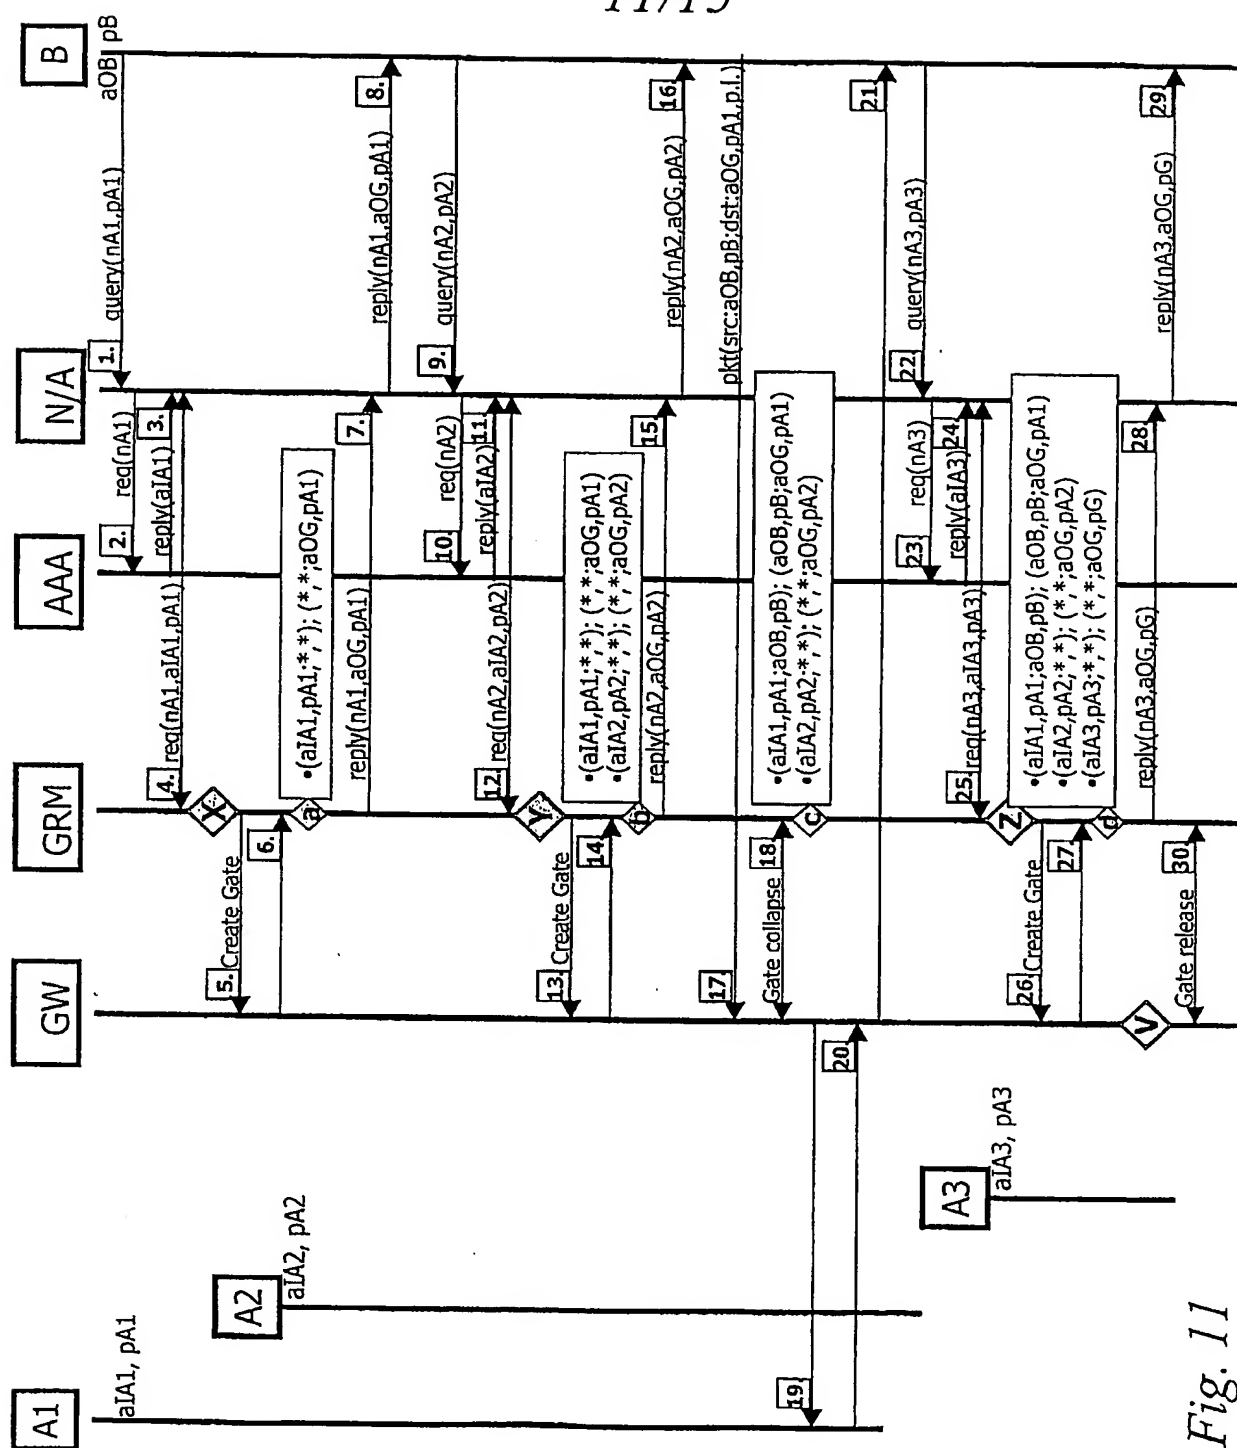 11/15
A1
A2
A3
GW
GRM
AAA
N/A
B
aIA1, pA1
aIA2, pA2
aIA3, pA3
aOB, pB
1. query(nA1,pA1)
2. req(nA1)
reply(aIA1) 3.
4. req(nA1,aIA1,pA1)
X
5. Create Gate
6.
a
•(aIA1,pA1;*,*); (*,*;aOG,pA1)
reply(nA1,aOG,pA1) 7.
reply(nA1,aOG,pA1) 8.
9. query(nA2,pA2)
10. req(nA2)
reply(aIA2) 11.
12. req(nA2,aIA2,pA2)
Y
13. Create Gate
14.
b
•(aIA1,pA1;*,*); (*,*;aOG,pA1)
•(aIA2,pA2;*,*); (*,*;aOG,pA2)
reply(nA2,aOG,pA2) 15.
reply(nA2,aOG,pA2) 16.
17. pkt(src:aOB,pB;dst:aOG,pA1,p.l.)
Gate collapse 18.
c
•(aIA1,pA1;aOB,pB); (aOB,pB;aOG,pA1)
•(aIA2,pA2;*,*); (*,*;aOG,pA2)
19.
20.
21.
22. query(nA3,pA3)
23. req(nA3)
reply(aIA3) 24.
25. req(nA3,aIA3,pA3)
Z
26. Create Gate
27.
d
•(aIA1,pA1;aOB,pB); (aOB,pB;aOG,pA1)
•(aIA2,pA2;*,*); (*,*;aOG,pA2)
•(aIA3,pA3;*,*); (*,*;aOG,pG)
reply(nA3,aOG,pG) 28.
reply(nA3,aOG,pG) 29.
V
Gate release 30.
Fig. 11